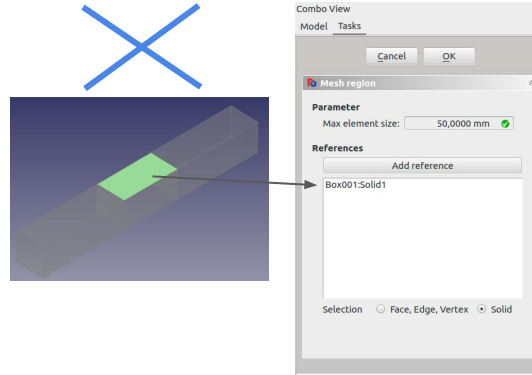 Combo View
Model Tasks
Cancel OK
Mesh region
Parameter
Max element size: 50,0000 mm
References
Add reference
Box001:Solid1
Selection Face, Edge, Vertex Solid